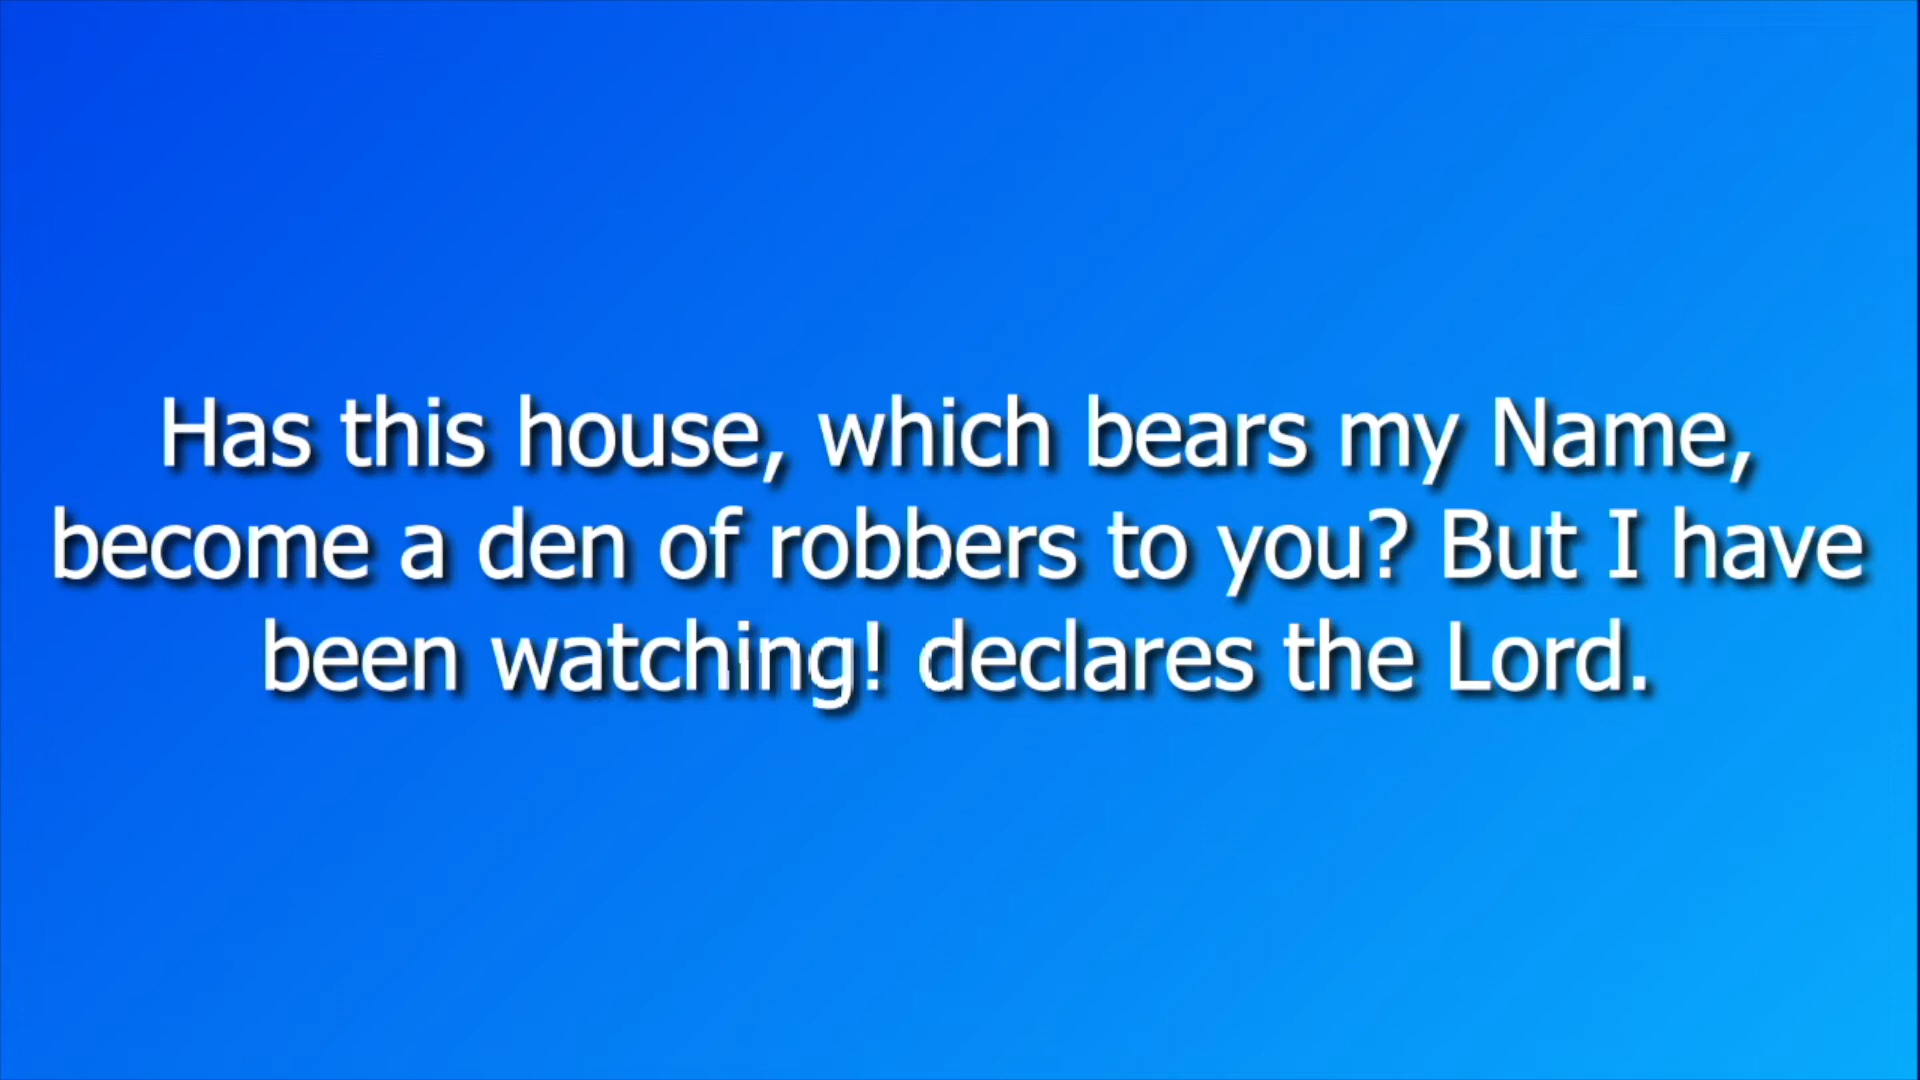 Has this house, which bears my Name,
become a den of robbers to you? But I have
been watching! declares the Lord.